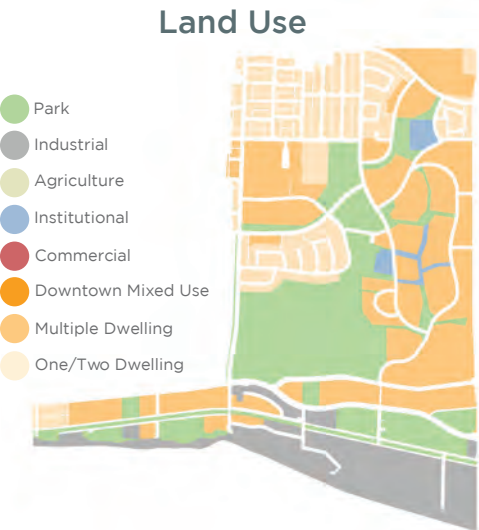 Land Use
Park
Industrial
Agriculture
Institutional
Commercial
Downtown Mixed Use
Multiple Dwelling
One/Two Dwelling